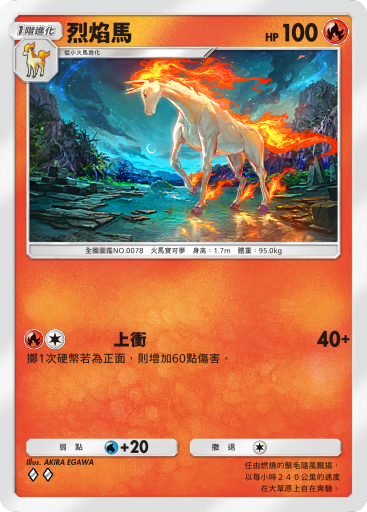 1階進化
烈焰馬
HP 100
從小火馬進化
全國圖鑑NO.0078 火馬寶可夢 身高：1.7m 體重：95.0kg
上衝 40+
擲1次硬幣若為正面，則增加60點傷害。
弱點 +20 撤退
Illus. AKIRA EGAWA
任由燃燒的鬃毛隨風飄揚，
以每小時２４０公里的速度
在大草原上自在奔馳。